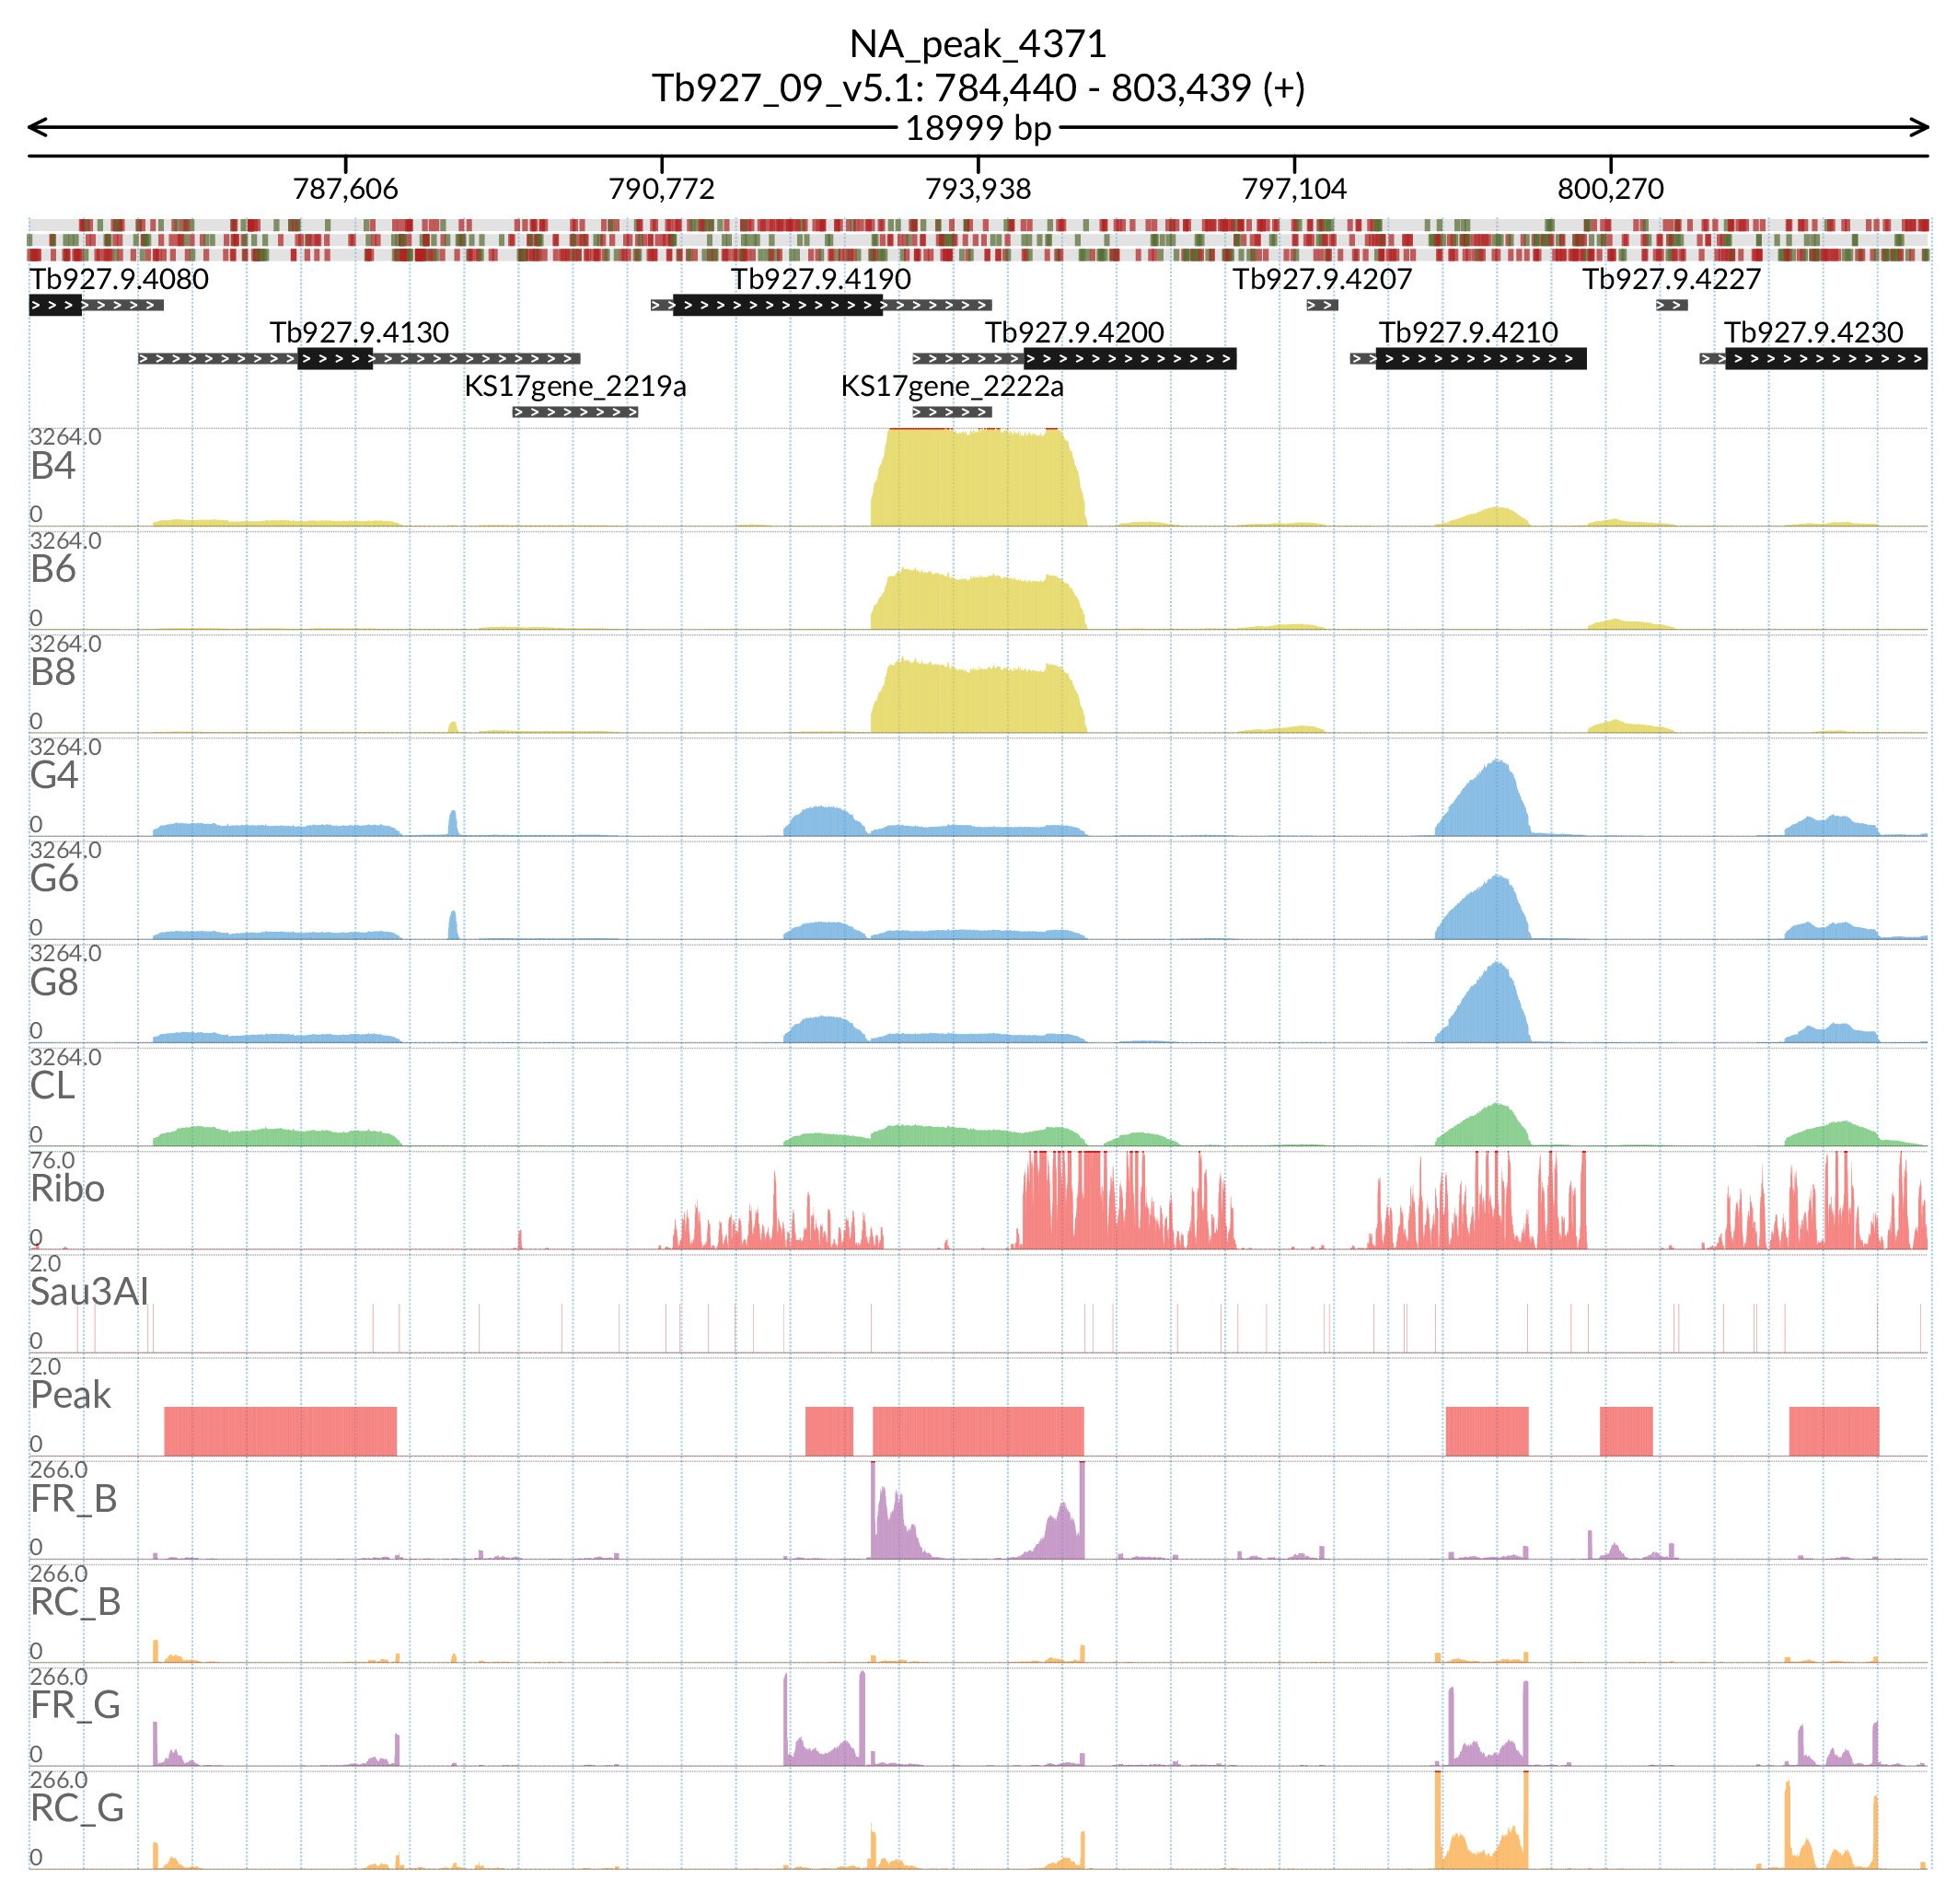 NA_peak_4371
Tb927_09_v5.1: 784,440 - 803,439 (+)
18999 bp
787,606 790,772 793,938 797,104 800,270
Tb927.9.4080 Tb927.9.4190 Tb927.9.4207 Tb927.9.4227
Tb927.9.4130 Tb927.9.4200 Tb927.9.4210 Tb927.9.4230
KS17gene_2219a KS17gene_2222a
3264.0
B4
0
3264.0
B6
0
3264.0
B8
0
3264.0
G4
0
3264.0
G6
0
3264.0
G8
0
3264.0
CL
0
76.0
Ribo
0
2.0
Sau3AI
0
2.0
Peak
0
266.0
FR_B
0
266.0
RC_B
0
266.0
FR_G
0
266.0
RC_G
0